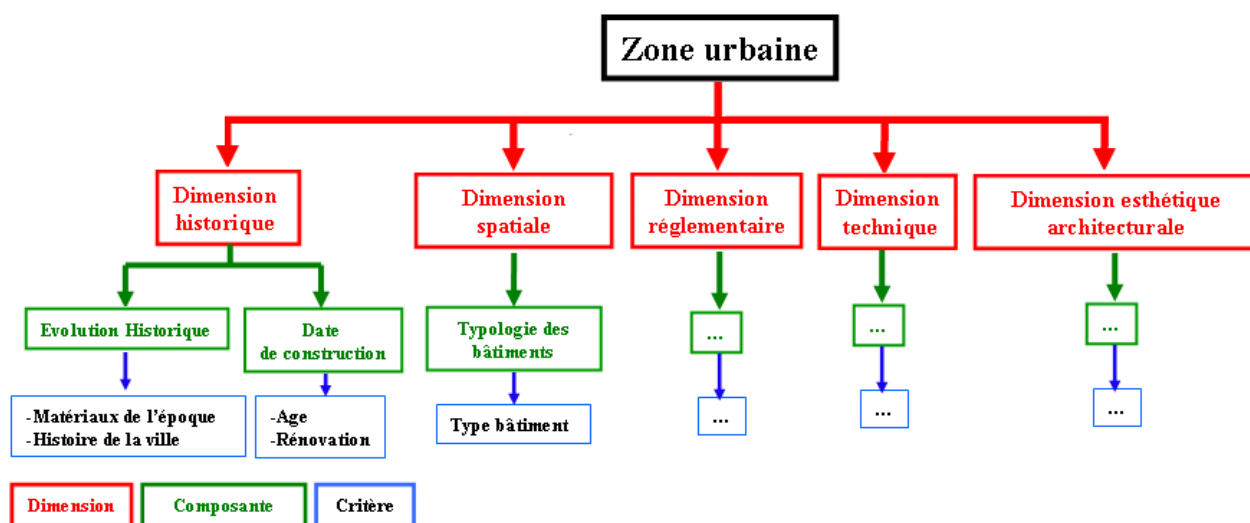 Zone urbaine
Dimension
historique
Dimension
spatiale
Dimension
réglementaire
Dimension
technique
Dimension esthétique
architecturale
Evolution Historique
Date
de construction
Typologie des
bâtiments
...
...
...
-Matériaux de l'époque
-Histoire de la ville
-Age
-Rénovation
Type bâtiment
...
...
...
Dimension
Composante
Critère